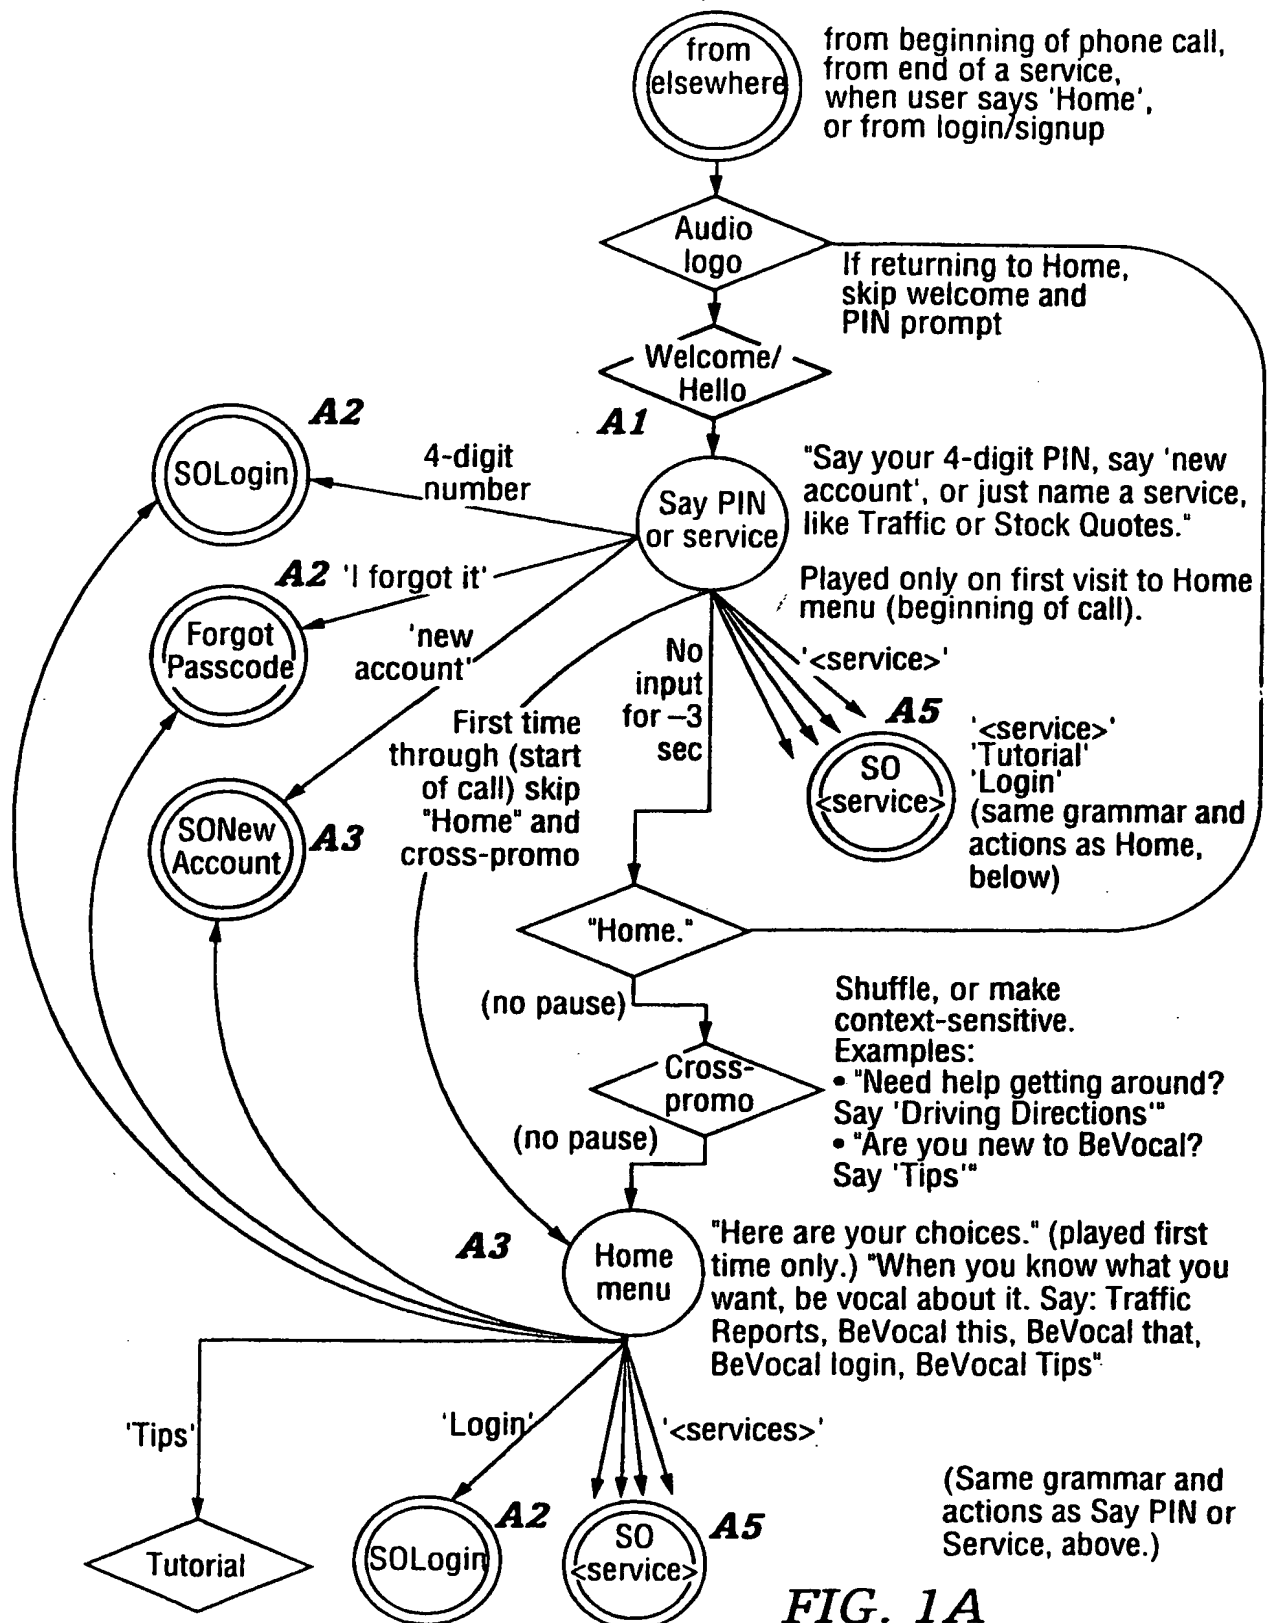 from
elsewhere
from beginning of phone call,
from end of a service,
when user says 'Home',
or from login/signup
Audio
logo
If returning to Home,
skip welcome and
PIN prompt
Welcome/
Hello
A1
A2
SOLogin
4-digit
number
Say PIN
or service
"Say your 4-digit PIN, say 'new
account', or just name a service,
like Traffic or Stock Quotes."
Played only on first visit to Home
menu (beginning of call).
A2
'I forgot it'
Forgot
Passcode
'new
account'
No
input
for –3
sec
'<service>'
A5
SO
<service>
'<service>'
'Tutorial'
'Login'
(same grammar and
actions as Home,
below)
First time
through (start
of call) skip
"Home" and
cross-promo
SONew
Account
A3
"Home."
(no pause)
Cross-
promo
Shuffle, or make
context-sensitive.
Examples:
• "Need help getting around?
Say 'Driving Directions'"
• "Are you new to BeVocal?
Say 'Tips'"
(no pause)
A3
Home
menu
"Here are your choices." (played first
time only.) "When you know what you
want, be vocal about it. Say: Traffic
Reports, BeVocal this, BeVocal that,
BeVocal login, BeVocal Tips"
'Tips'
'Login'
'<services>'
Tutorial
SOLogin
A2
SO
<service>
A5
(Same grammar and
actions as Say PIN or
Service, above.)
FIG. 1A